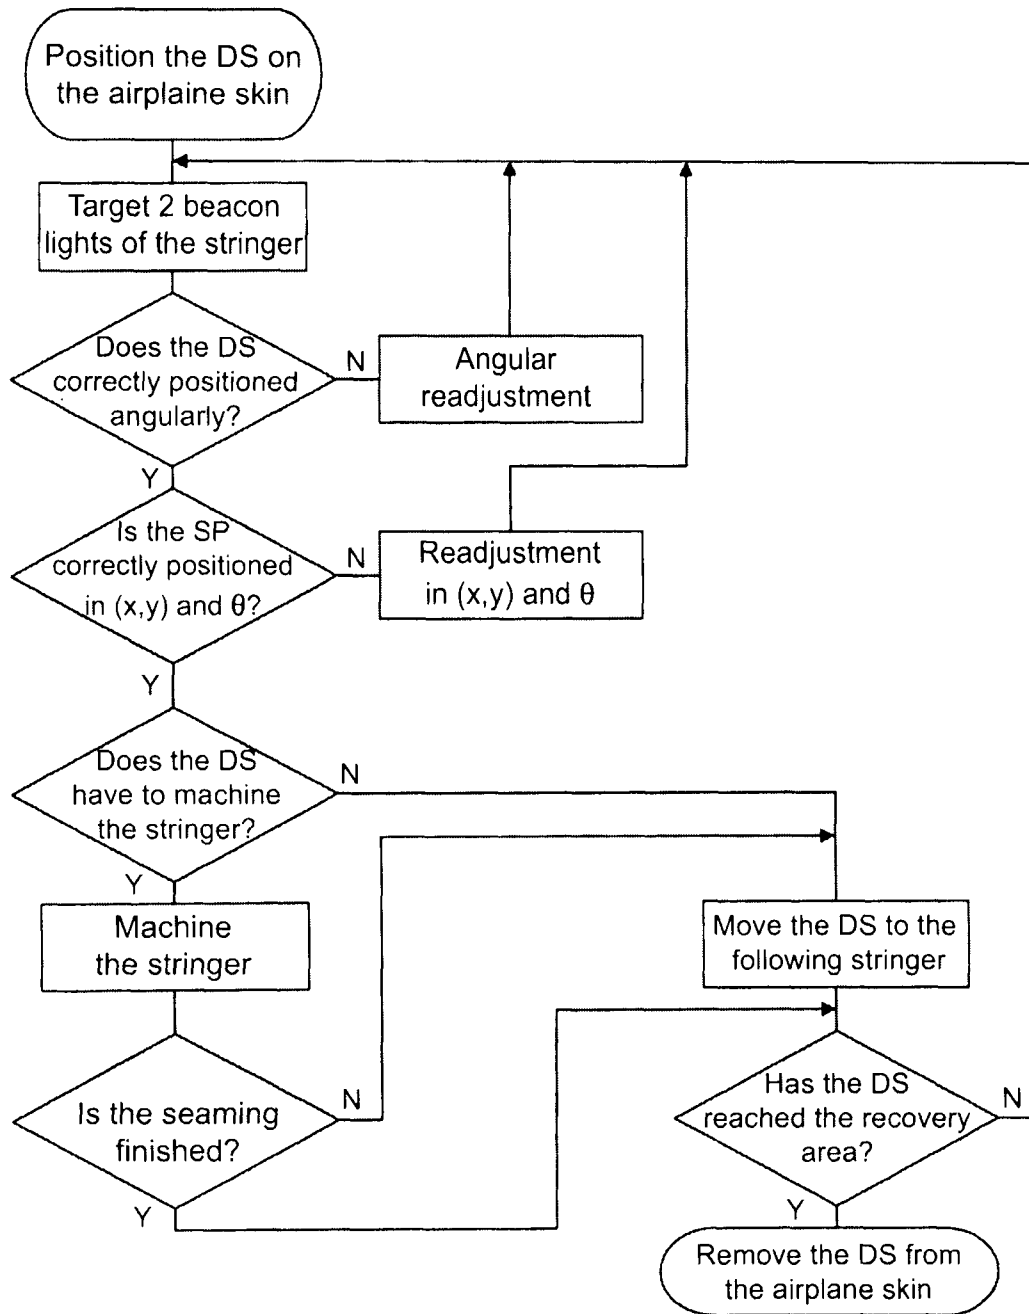 Position the DS on
the airplaine skin
Target 2 beacon
lights of the stringer
Does the DS
correctly positioned
angularly?
N
Angular
readjustment
Y
Is the SP
correctly positioned
in (x,y) and θ?
N
Readjustment
in (x,y) and θ
Y
Does the DS
have to machine
the stringer?
N
Y
Machine
the stringer
Move the DS to the
following stringer
Is the seaming
finished?
N
Has the DS
reached the recovery
area?
N
Y
Y
Remove the DS from
the airplane skin